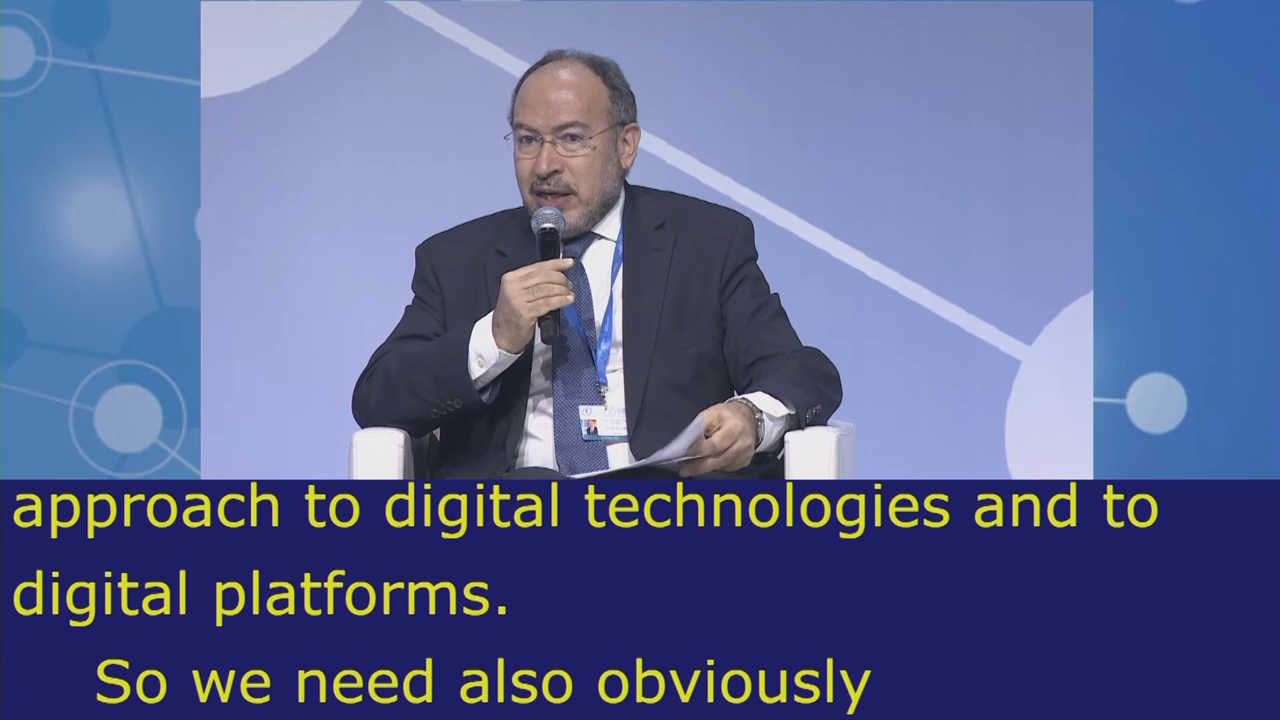 approach to digital technologies and to
digital platforms.
So we need also obviously